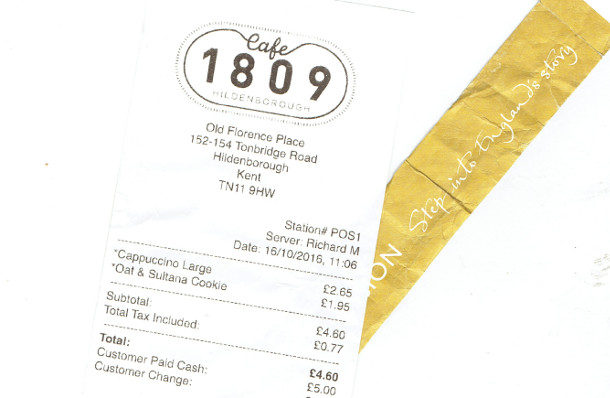 Cafe
1809
HILDENBOROUGH
Old Florence Place
152-154 Tonbridge Road
Hildenborough
Kent
TN11 9HW
Station# POS1
Server: Richard M
Date: 16/10/2016, 11:06
*Cappuccino Large £2.65
*Oat & Sultana Cookie £1.95
Subtotal: £4.60
Total Tax Included: £0.77
Total: £4.60
Customer Paid Cash: £5.00
Customer Change:
Step into England's story